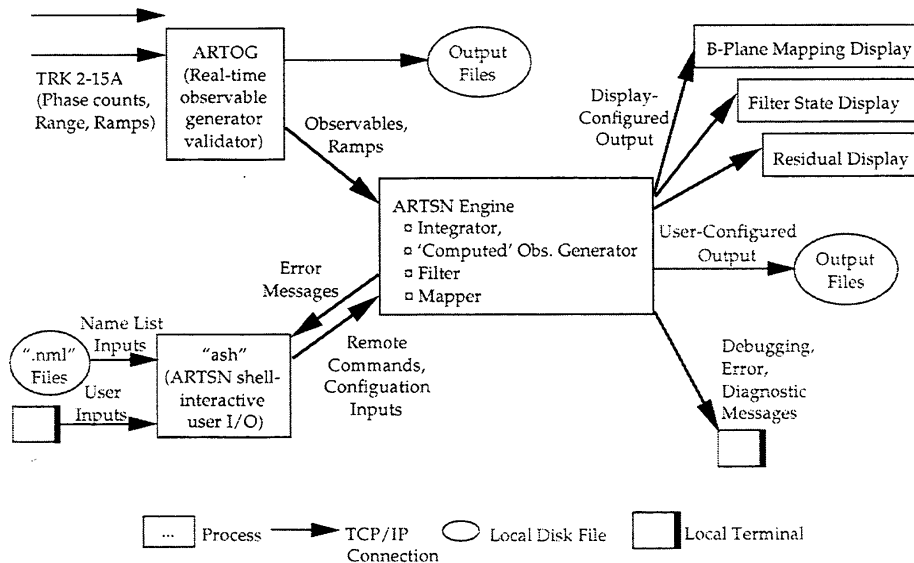 TRK 2-15A
(Phase counts,
Range, Ramps)
ARTOG
(Real-time
observable
generator
validator)
Output
Files
Observables,
Ramps
Display-
Configured
Output
B-Plane Mapping Display
Filter State Display
Residual Display
ARTSN Engine
¤ Integrator,
¤ 'Computed' Obs. Generator
¤ Filter
¤ Mapper
User-Configured
Output
Output
Files
Error
Messages
Name List
Inputs
".nml"
Files
User
Inputs
"ash"
(ARTSN shell-
interactive
user I/O)
Remote
Commands,
Configuation
Inputs
Debugging,
Error,
Diagnostic
Messages
...
Process
TCP/IP
Connection
Local Disk File
Local Terminal